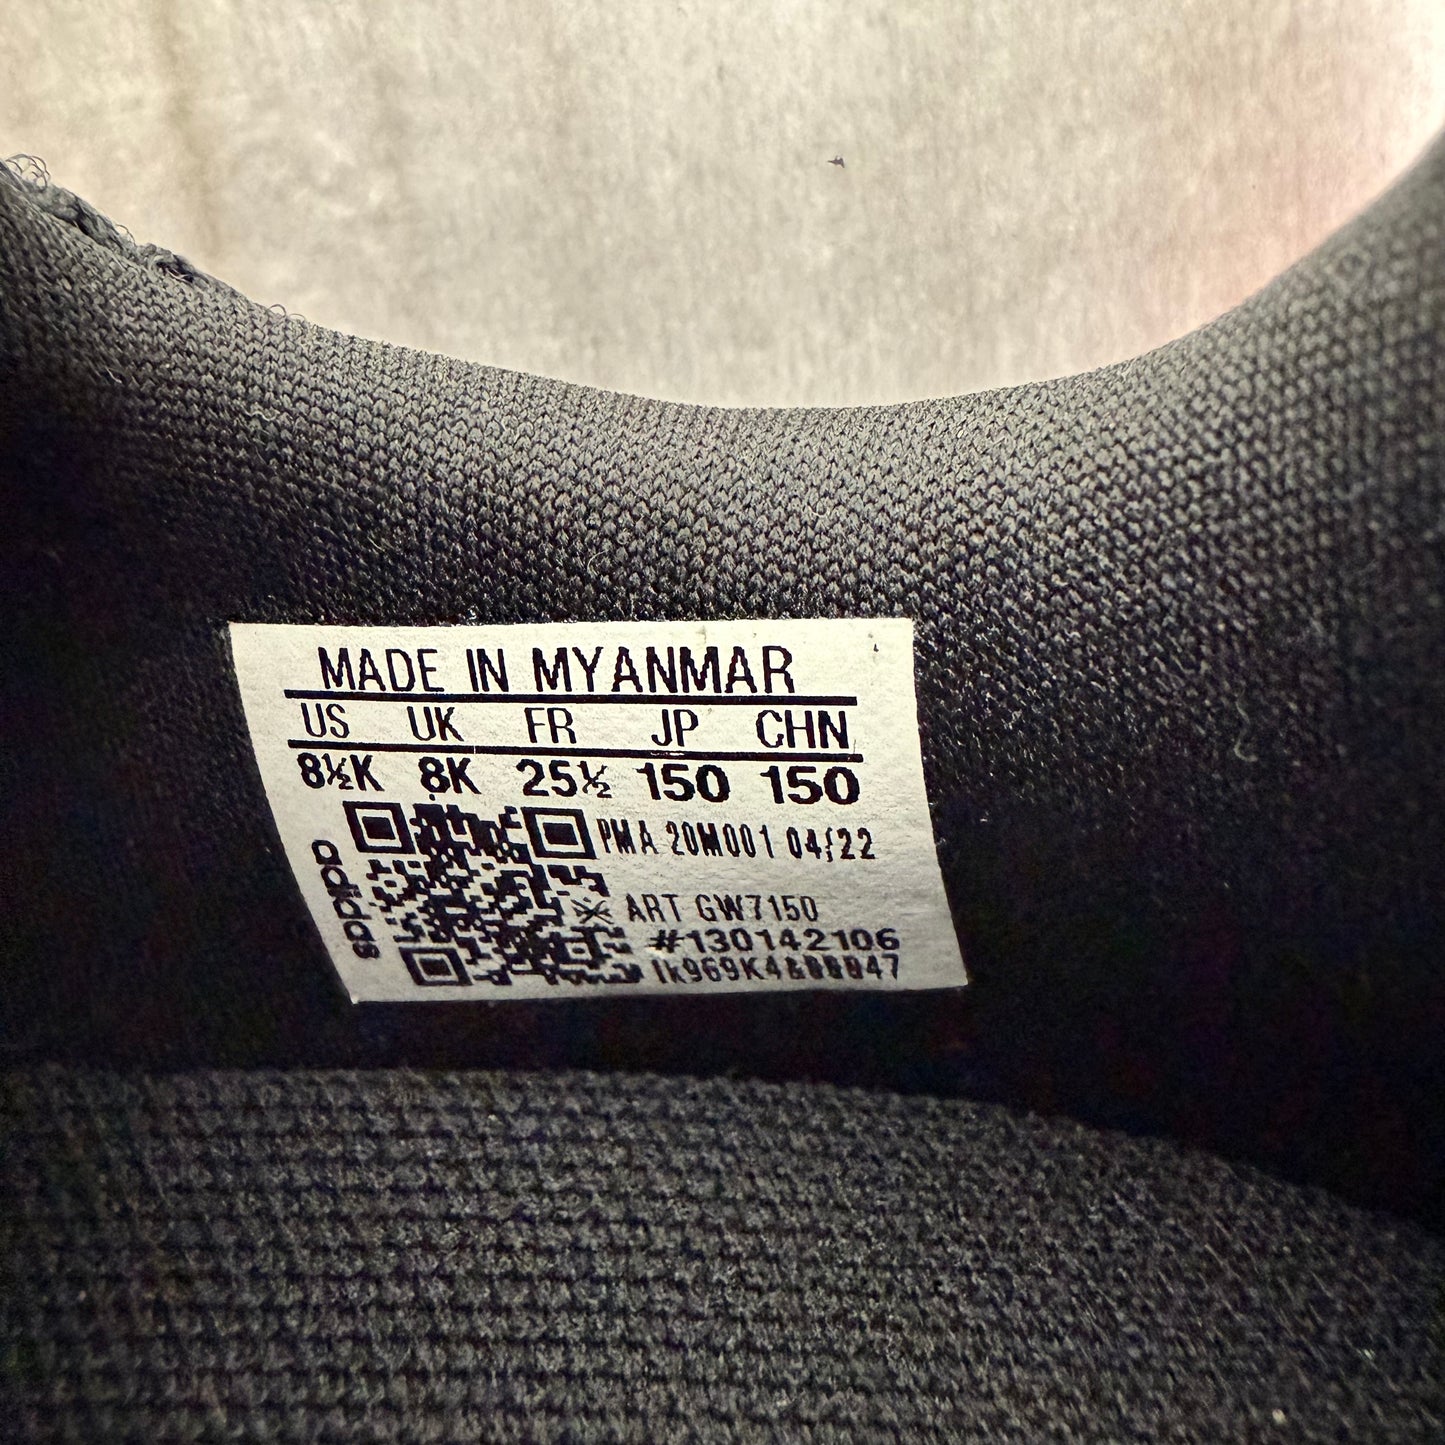 MADE IN MYANMAR
US UK FR JP CHN
8½K 8K 25½ 150 150
PMA 20M001 04/22
ART GW7150
#130142106